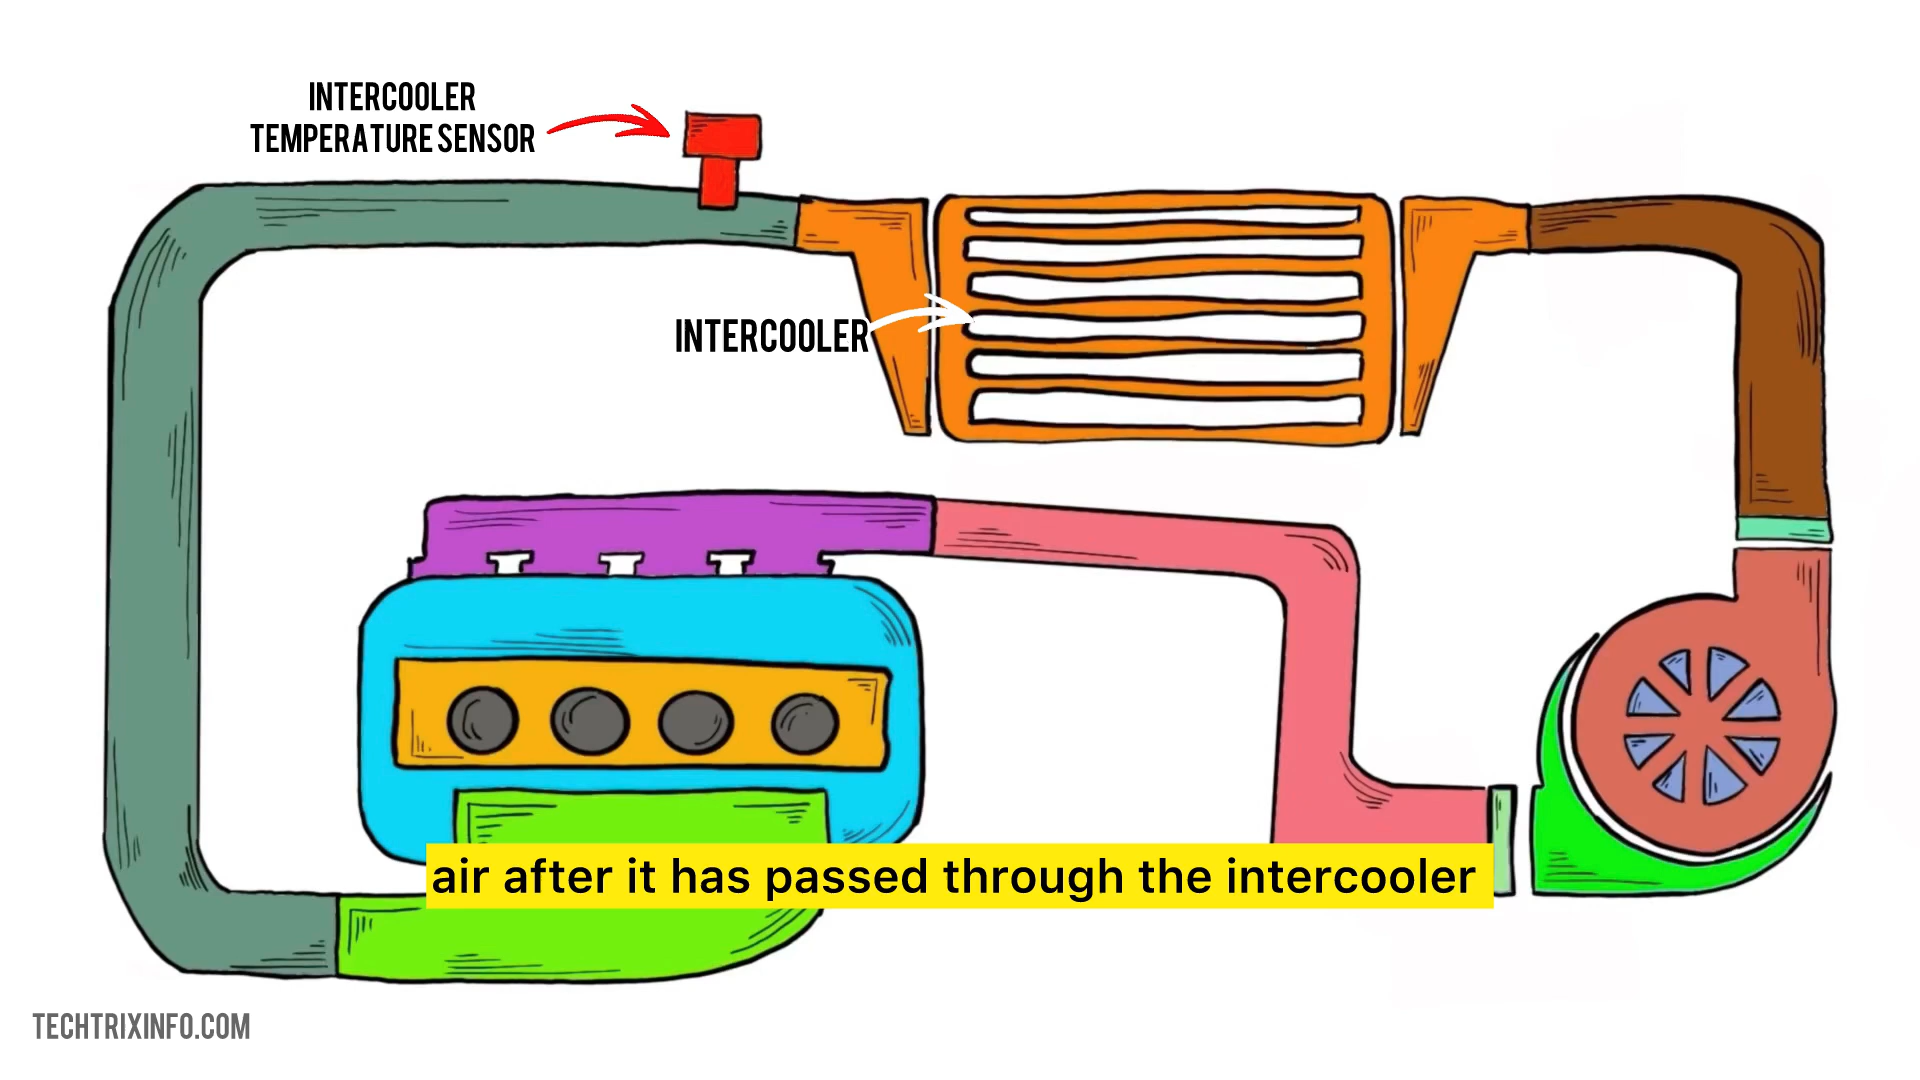 INTERCOOLER
TEMPERATURE SENSOR
INTERCOOLER
air after it has passed through the intercooler
TECHTRIXINFO.COM